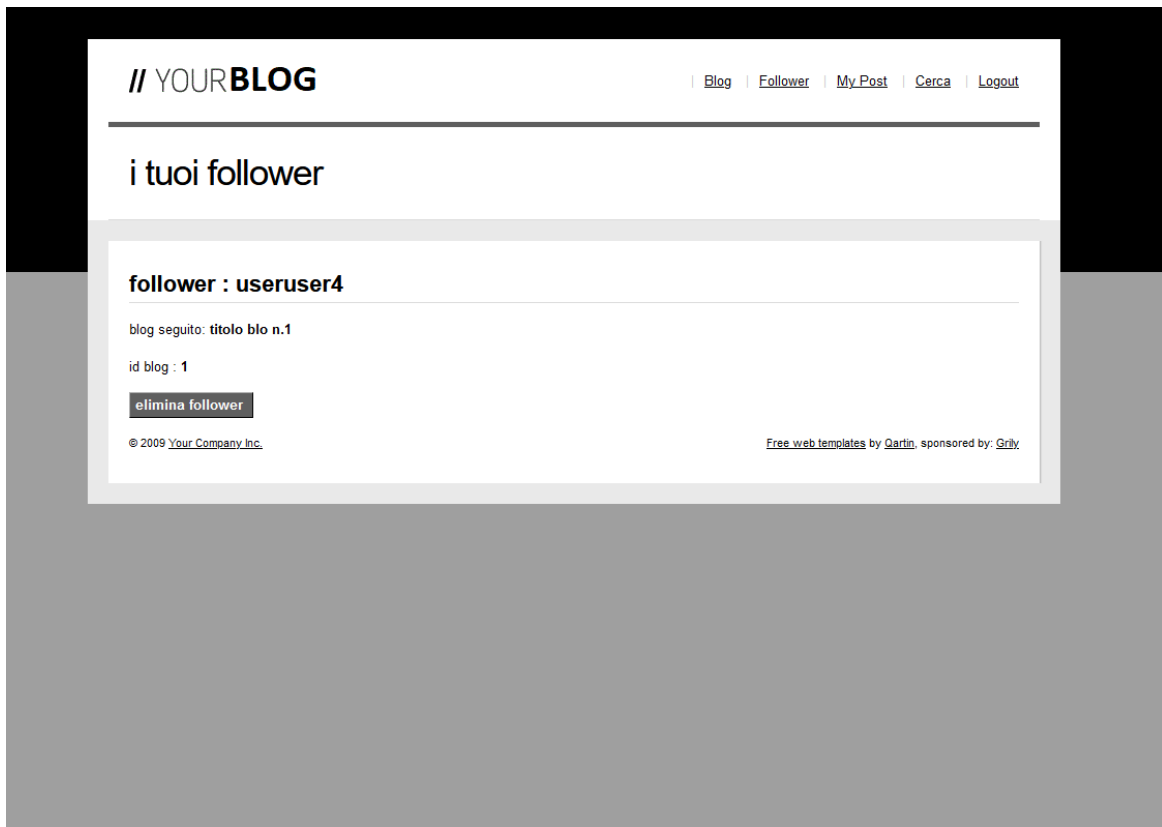 // YOURBLOG
| Blog | Follower | My Post | Cerca | Logout
i tuoi follower
follower : useruser4
blog seguito: titolo blo n.1
id blog : 1
elimina follower
© 2009 Your Company Inc.
Free web templates by Qartin, sponsored by: Grily